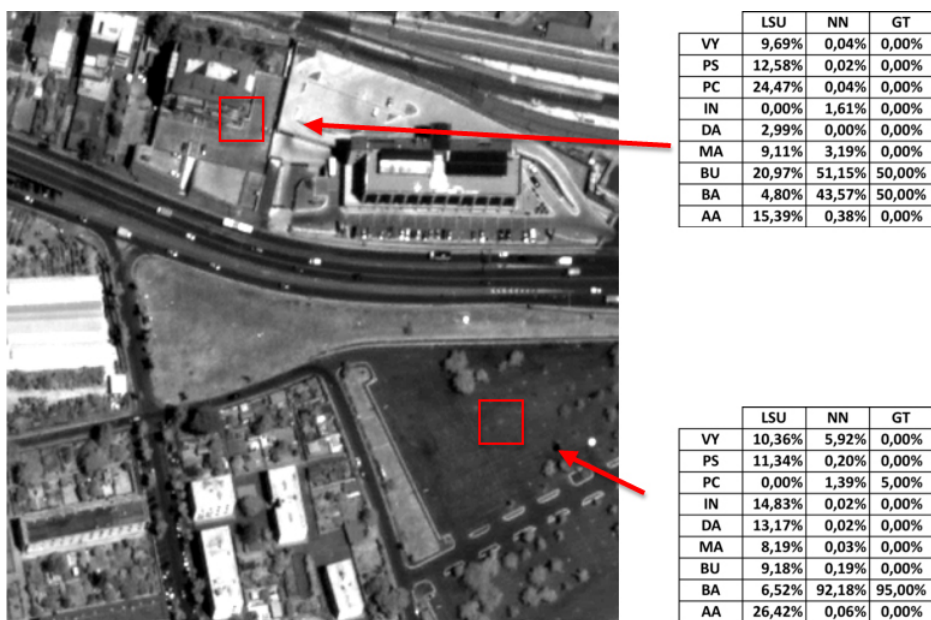 LSU NN GT
VY 9,69% 0,04% 0,00%
PS 12,58% 0,02% 0,00%
PC 24,47% 0,04% 0,00%
IN 0,00% 1,61% 0,00%
DA 2,99% 0,00% 0,00%
MA 9,11% 3,19% 0,00%
BU 20,97% 51,15% 50,00%
BA 4,80% 43,57% 50,00%
AA 15,39% 0,38% 0,00%
LSU NN GT
VY 10,36% 5,92% 0,00%
PS 11,34% 0,20% 0,00%
PC 0,00% 1,39% 5,00%
IN 14,83% 0,02% 0,00%
DA 13,17% 0,02% 0,00%
MA 8,19% 0,03% 0,00%
BU 9,18% 0,19% 0,00%
BA 6,52% 92,18% 95,00%
AA 26,42% 0,06% 0,00%